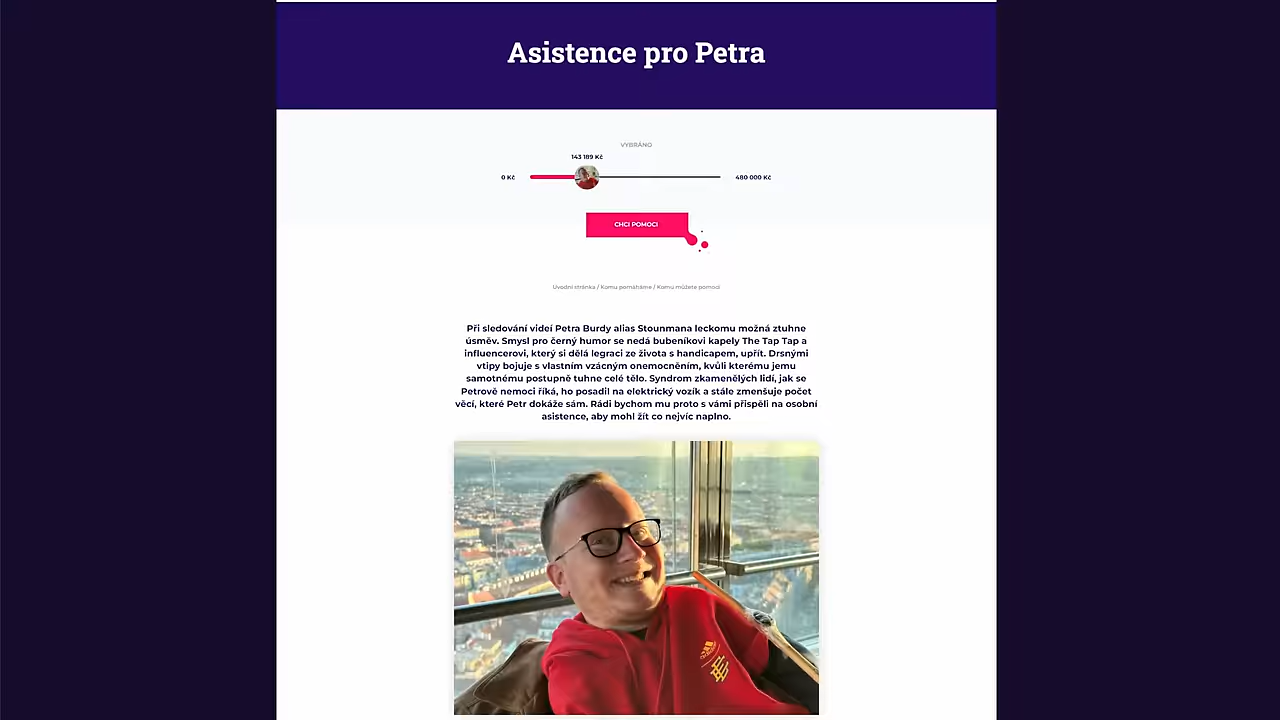 Asistence pro Petra
VYBRÁNO
143 189 Kč
0 Kč
480 000 Kč
CHCI POMOCI
Úvodní stránka / Komu pomáháme / Komu můžete pomoci
Při sledování videí Petra Burdy alias Stounmana leckomu možná ztuhne
úsměv. Smysl pro černý humor se nedá bubeníkovi kapely The Tap Tap a
influencerovi, který si dělá legraci ze života s handicapem, upřít. Drsnými
vtipy bojuje s vlastním vzácným onemocněním, kvůli kterému jemu
samotnému postupně tuhne celé tělo. Syndrom zkamenělých lidí, jak se
Petrově nemoci říká, ho posadil na elektrický vozík a stále zmenšuje počet
věcí, které Petr dokáže sám. Rádi bychom mu proto s vámi přispěli na osobní
asistence, aby mohl žít co nejvíc naplno.